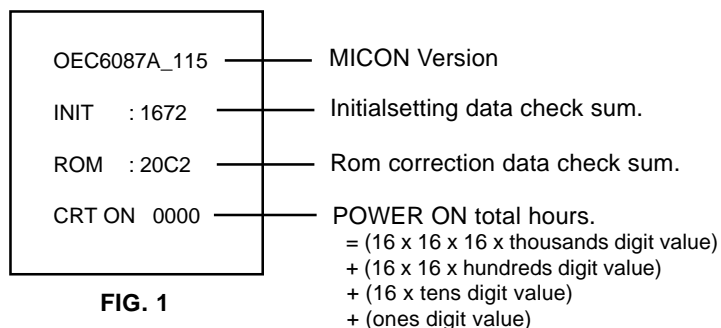 OEC6087A_115 MICON Version
INIT : 1672 Initialsetting data check sum.
ROM : 20C2 Rom correction data check sum.
CRT ON 0000 POWER ON total hours.
= (16 x 16 x 16 x thousands digit value)
+ (16 x 16 x hundreds digit value)
+ (16 x tens digit value)
+ (ones digit value)
FIG. 1